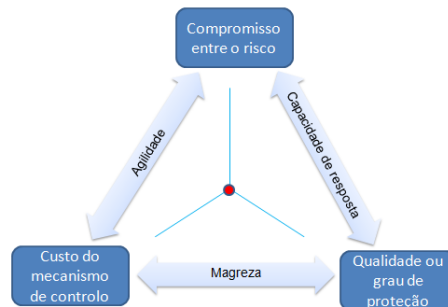 Compromisso
entre o risco
Agilidade
Capacidade de resposta
Custo do
mecanismo
de controlo
Magreza
Qualidade ou
grau de
proteção